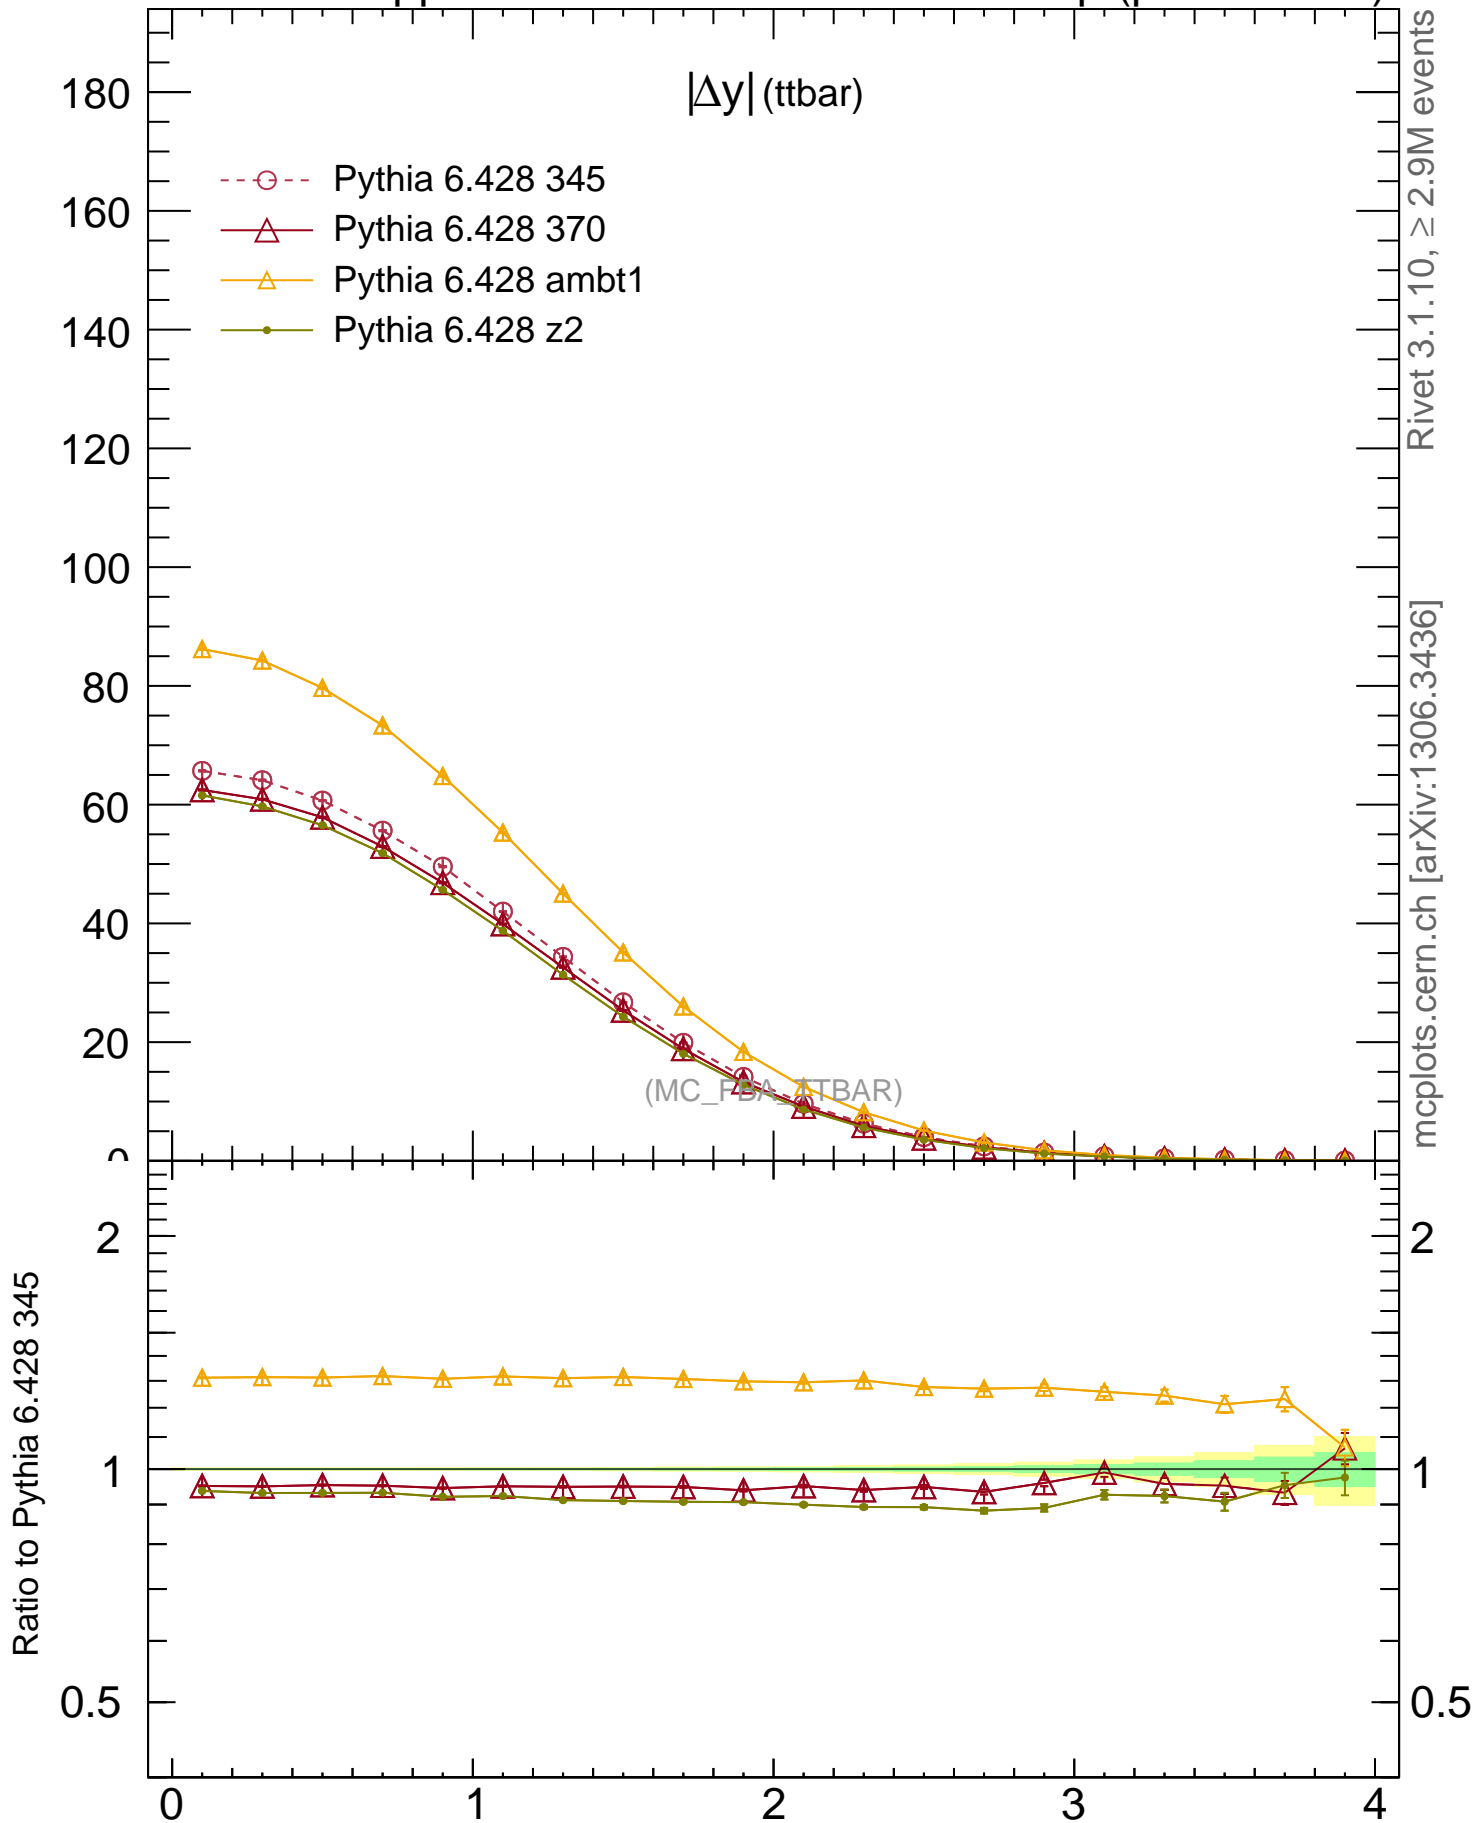 |Δy| (ttbar)
Pythia 6.428 345
Pythia 6.428 370
Pythia 6.428 ambt1
Pythia 6.428 z2
180
160
140
120
100
80
60
40
20
0
(MC_FBA_TTBAR)
Rivet 3.1.10, ≥ 2.9M events
mcplots.cern.ch [arXiv:1306.3436]
Ratio to Pythia 6.428 345
2
1
0.5
2
1
0.5
0
1
2
3
4